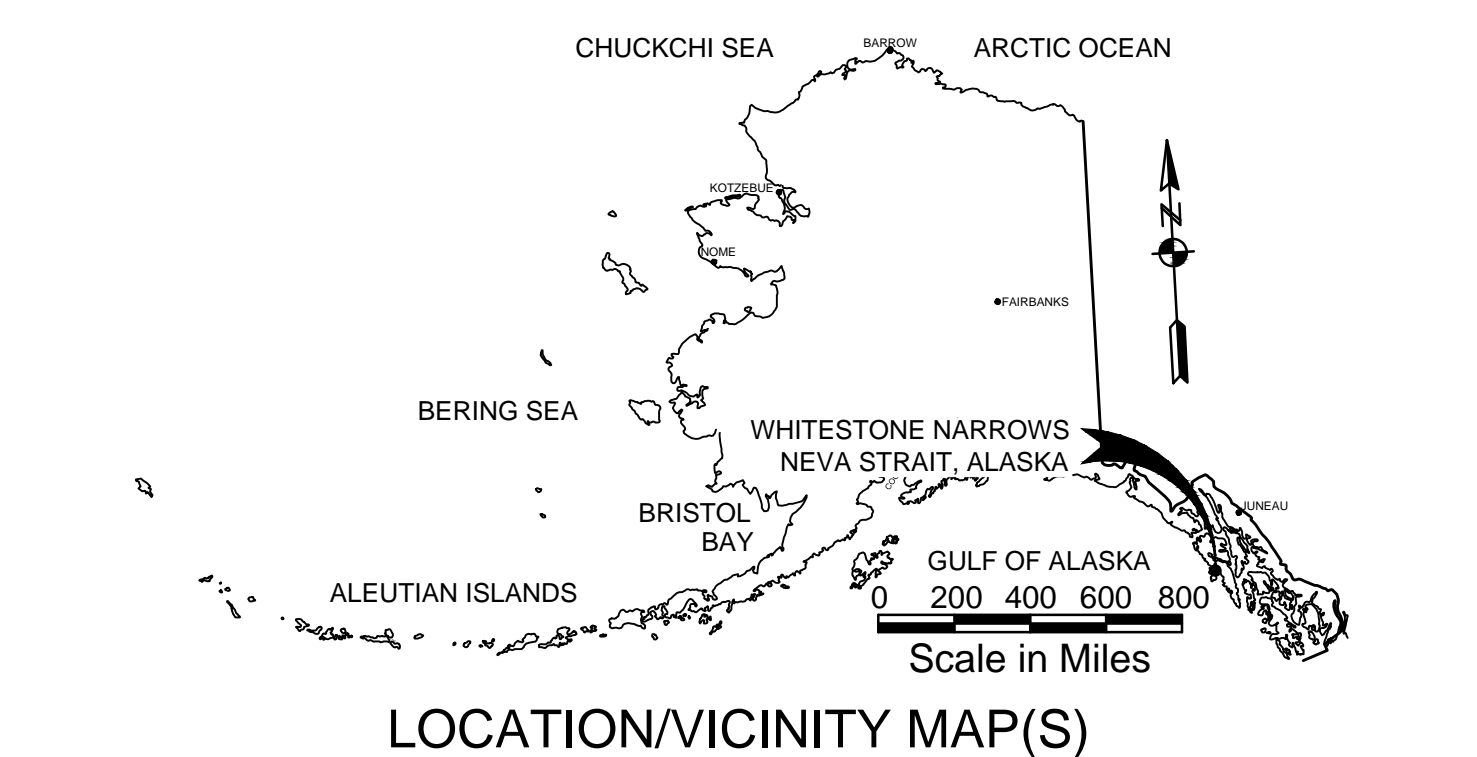 CHUCKCHI SEA
BARROW
ARCTIC OCEAN
KOTZEBUE
N
NOME
FAIRBANKS
BERING SEA
WHITESTONE NARROWS
NEVA STRAIT, ALASKA
BRISTOL
BAY
JUNEAU
GULF OF ALASKA
ALEUTIAN ISLANDS
0 200 400 600 800
Scale in Miles
LOCATION/VICINITY MAP(S)